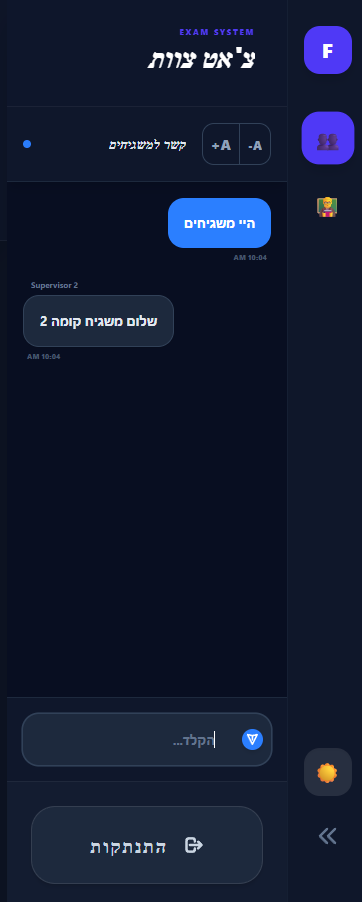 F
EXAM SYSTEM
צ'אט צוות
A-
A+
קשר למשגיחים
היי משגיחים
10:04 AM
Supervisor 2
שלום משגיח קומה 2
10:04 AM
הקלד...
התנתקות